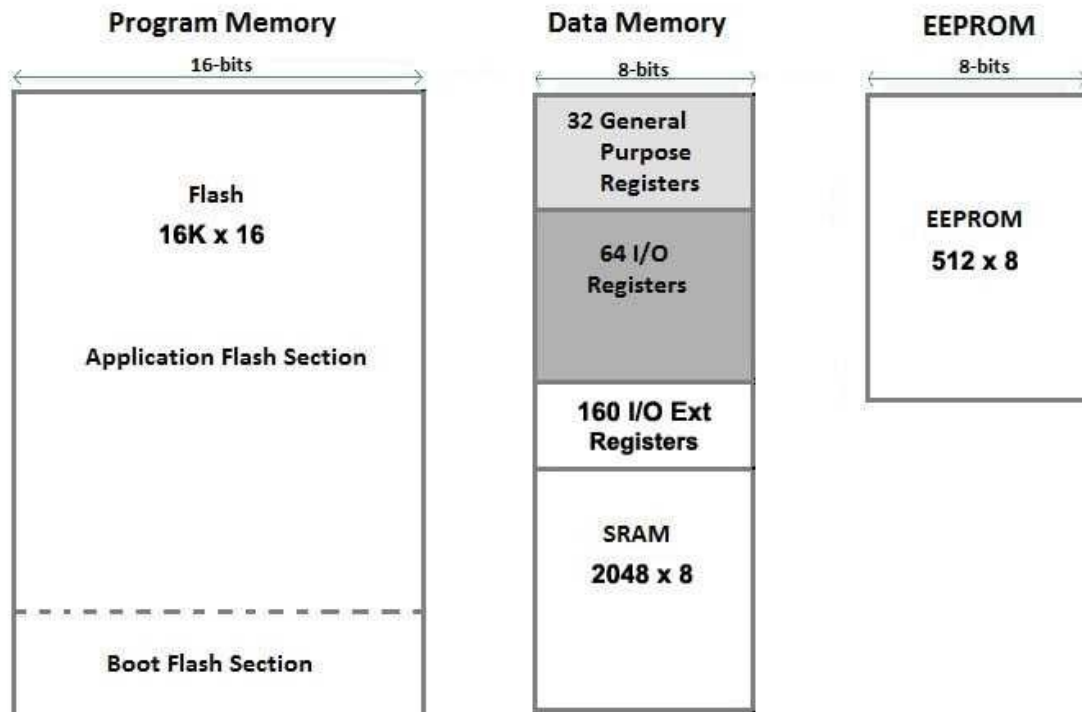 Program Memory
16-bits
Flash
16K x 16
Application Flash Section
Boot Flash Section
Data Memory
8-bits
32 General
Purpose
Registers
64 I/O
Registers
160 I/O Ext
Registers
SRAM
2048 x 8
EEPROM
8-bits
EEPROM
512 x 8